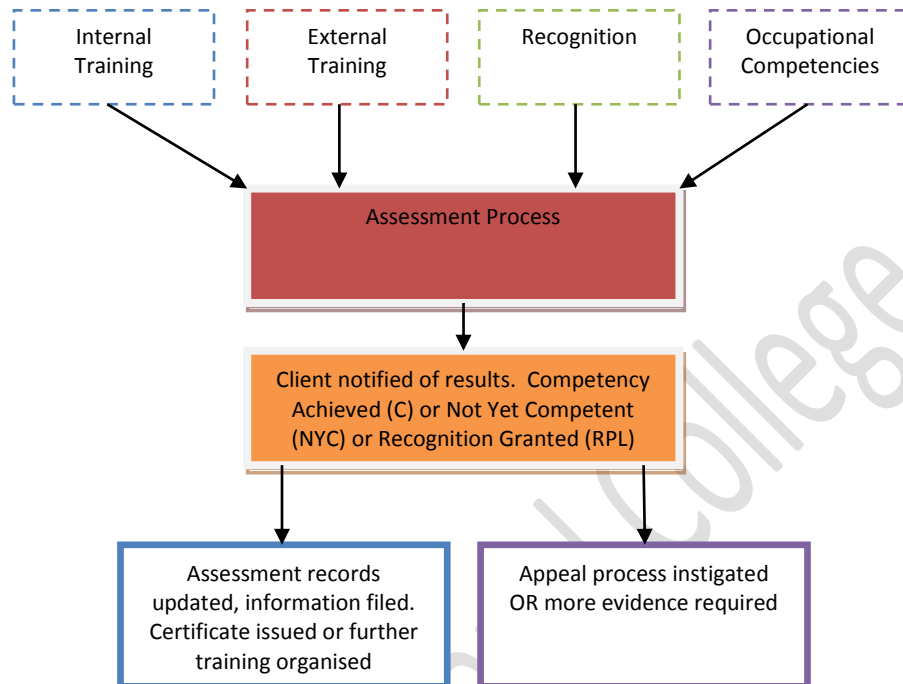 Internal
Training
External
Training
Recognition
Occupational
Competencies
Assessment Process
Client notified of results.  Competency
Achieved (C) or Not Yet Competent
(NYC) or Recognition Granted (RPL)
Assessment records
updated, information filed.
Certificate issued or further
training organised
Appeal process instigated
OR more evidence required
College